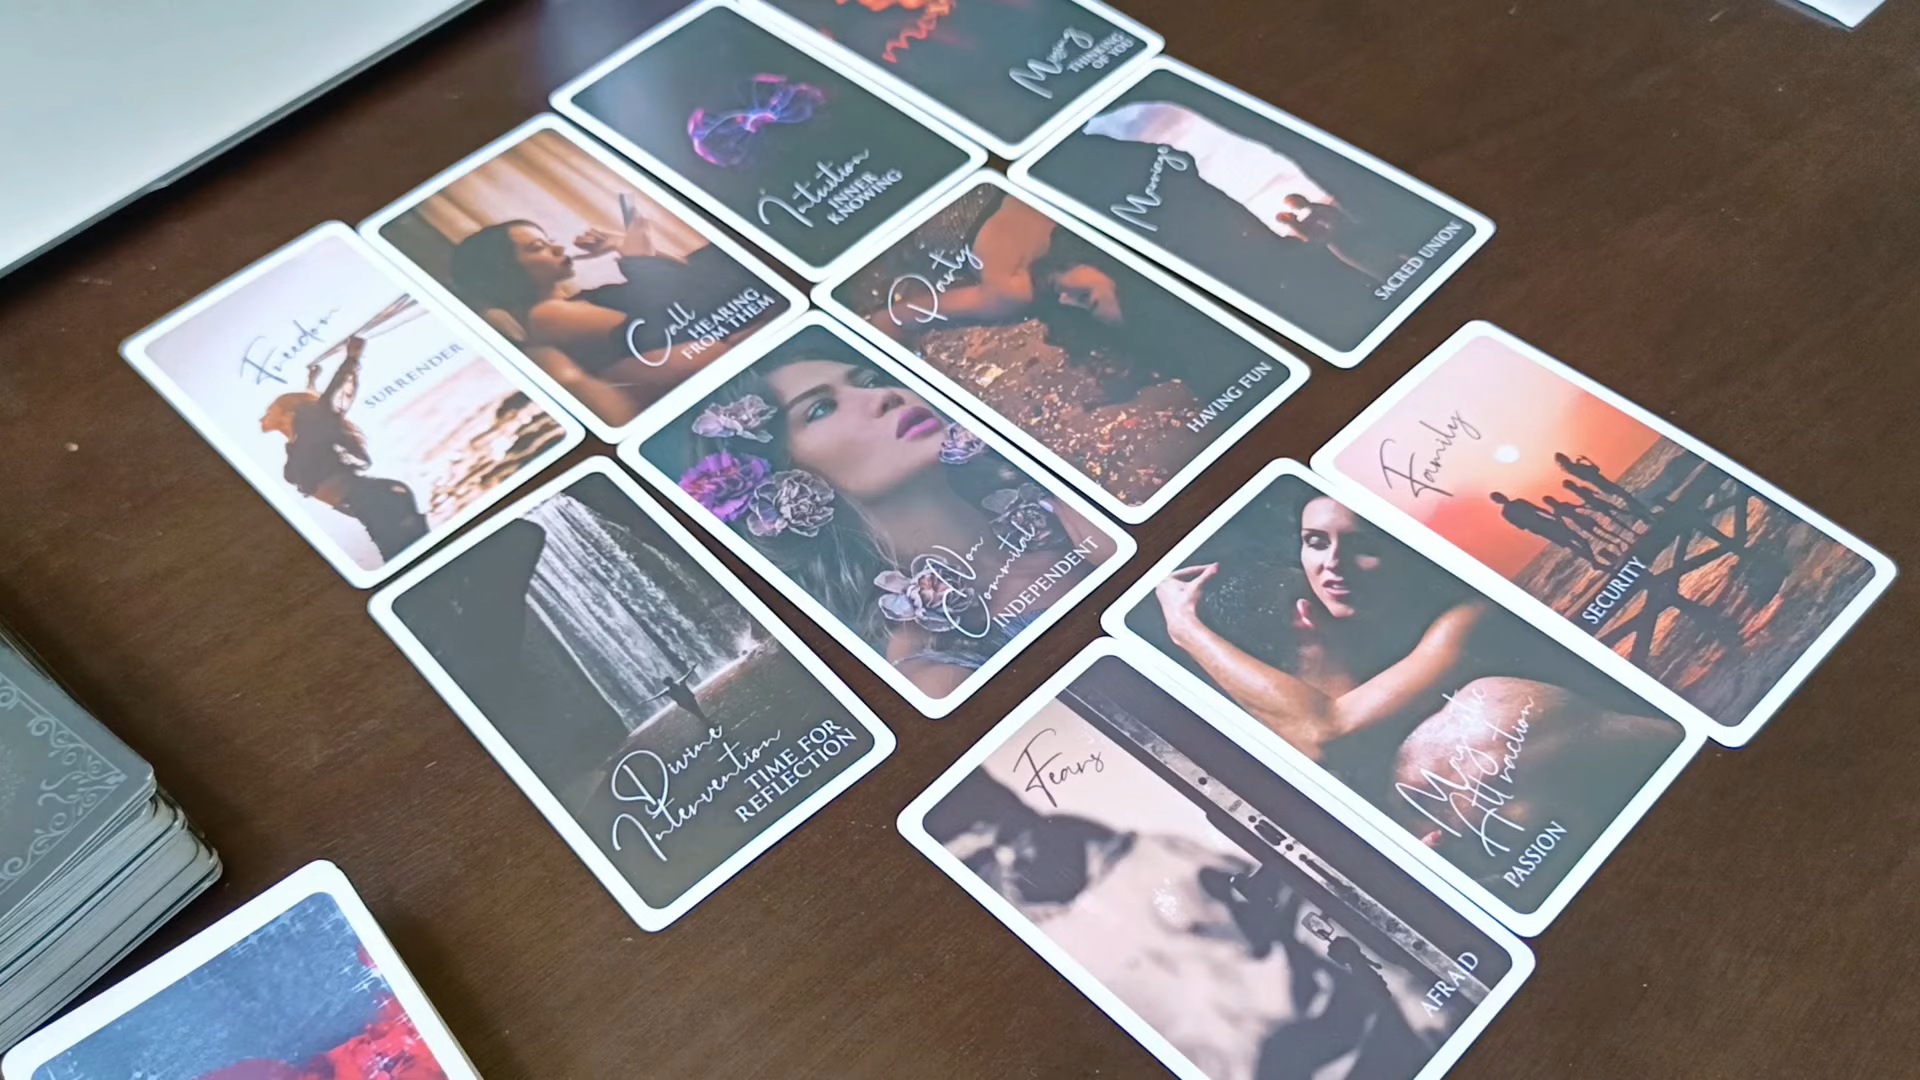 Missing
THINKING
OF YOU
Intuition
INNER
KNOWING
Marriage
SACRED UNION
Call
HEARING
FROM THEM
Party
HAVING FUN
Freedom
SURRENDER
Non
Commital
INDEPENDENT
Family
SECURITY
Divine
Intervention
TIME FOR
REFLECTION
Magnetic
Attraction
PASSION
Fears
AFRAID